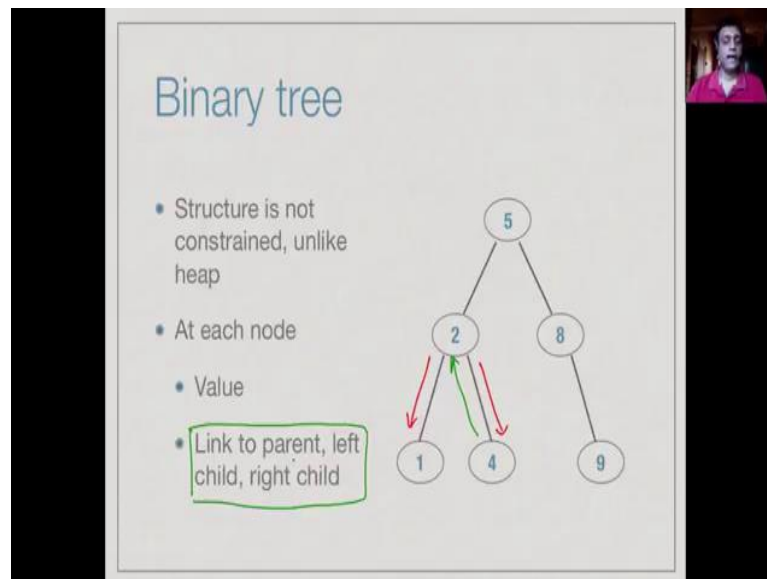 Binary tree
• Structure is not
constrained, unlike
heap
• At each node
• Value
• Link to parent, left
child, right child
5
2
8
1
4
9